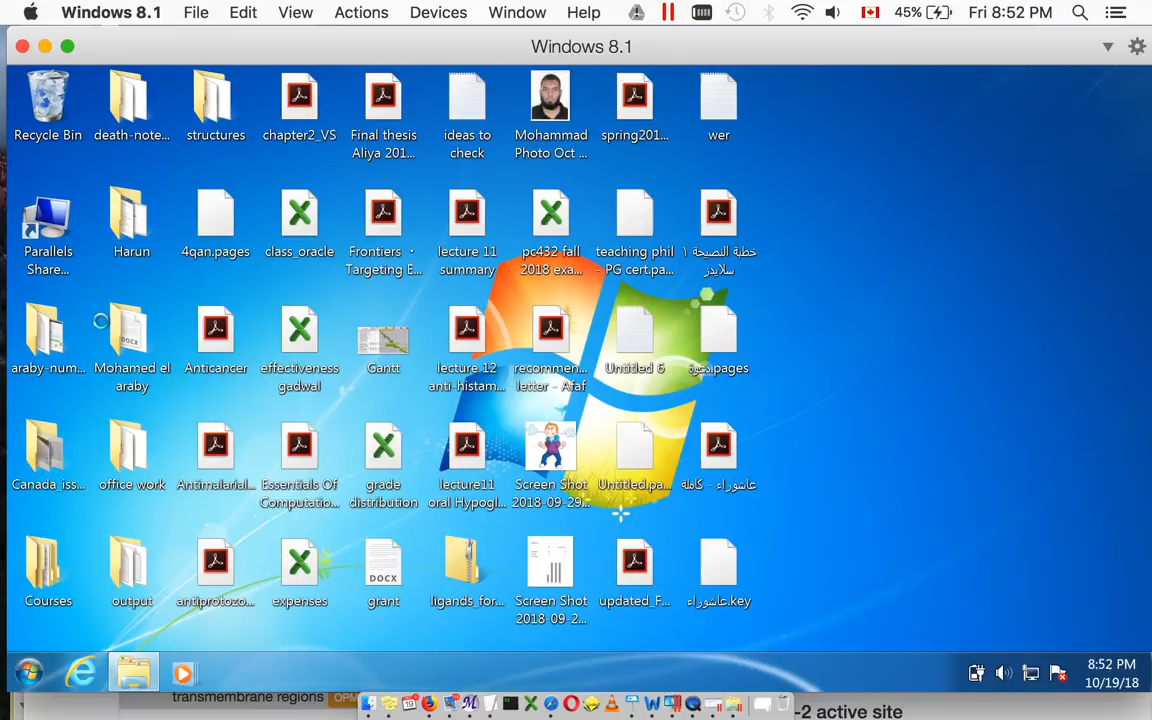 Windows 8.1 File Edit View Actions Devices Window Help 45% Fri 8:52 PM
Windows 8.1
Recycle Bin
death-note...
structures
chapter2_VS
Final thesis
Aliya 201...
ideas to
check
Mohammad
Photo Oct ...
spring201...
wer
Parallels
Share...
Harun
4qan.pages
class_oracle
Frontiers ·
Targeting E...
lecture 11
summary
pc432 fall
2018 exa...
teaching phil
- PG cert.pa...
خطبة النصيحة ١
سلايدز
araby-num...
Mohamed el
araby
Anticancer
effectiveness
gadwal
Gantt
lecture 12
anti-histam...
recommen...
letter - Afaf
Untitled 6
دعوة.pages
Canada_iss...
office work
Antimalarial...
Essentials Of
Computatio...
grade
distribution
lecture11
oral Hypogl...
Screen Shot
2018-09-29...
Untitled.pa...
عاشوراء - كاملة
Courses
output
antiprotozo...
expenses
DOCX
grant
ligands_for...
Screen Shot
2018-09-2...
updated_F...
عاشوراء.key
8:52 PM
10/19/18
transmembrane regions OPM
-2 active site